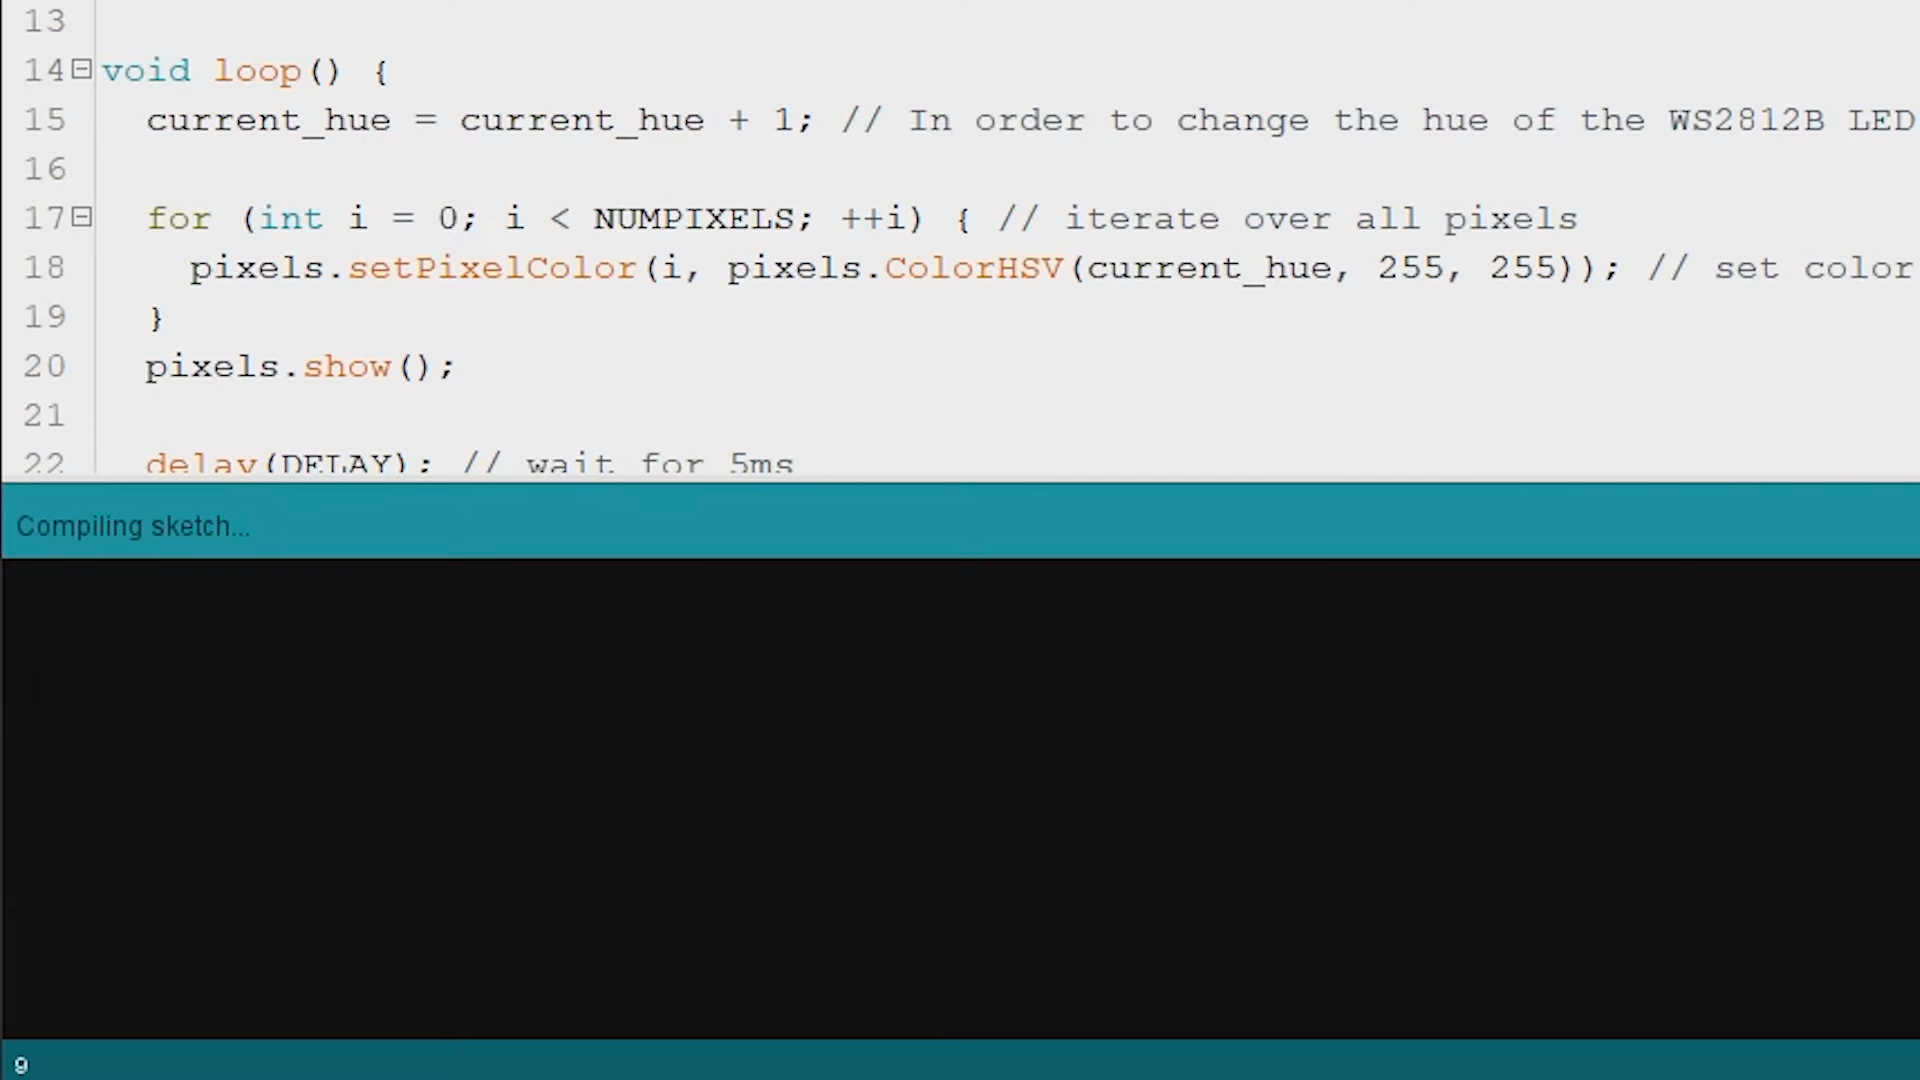 13
14 void loop() {
15 current_hue = current_hue + 1; // In order to change the hue of the WS2812B LED
16
17 for (int i = 0; i < NUMPIXELS; ++i) { // iterate over all pixels
18 pixels.setPixelColor(i, pixels.ColorHSV(current_hue, 255, 255)); // set color
19 }
20 pixels.show();
21
22 delay(DELAY); // wait for 5ms
Compiling sketch...
9